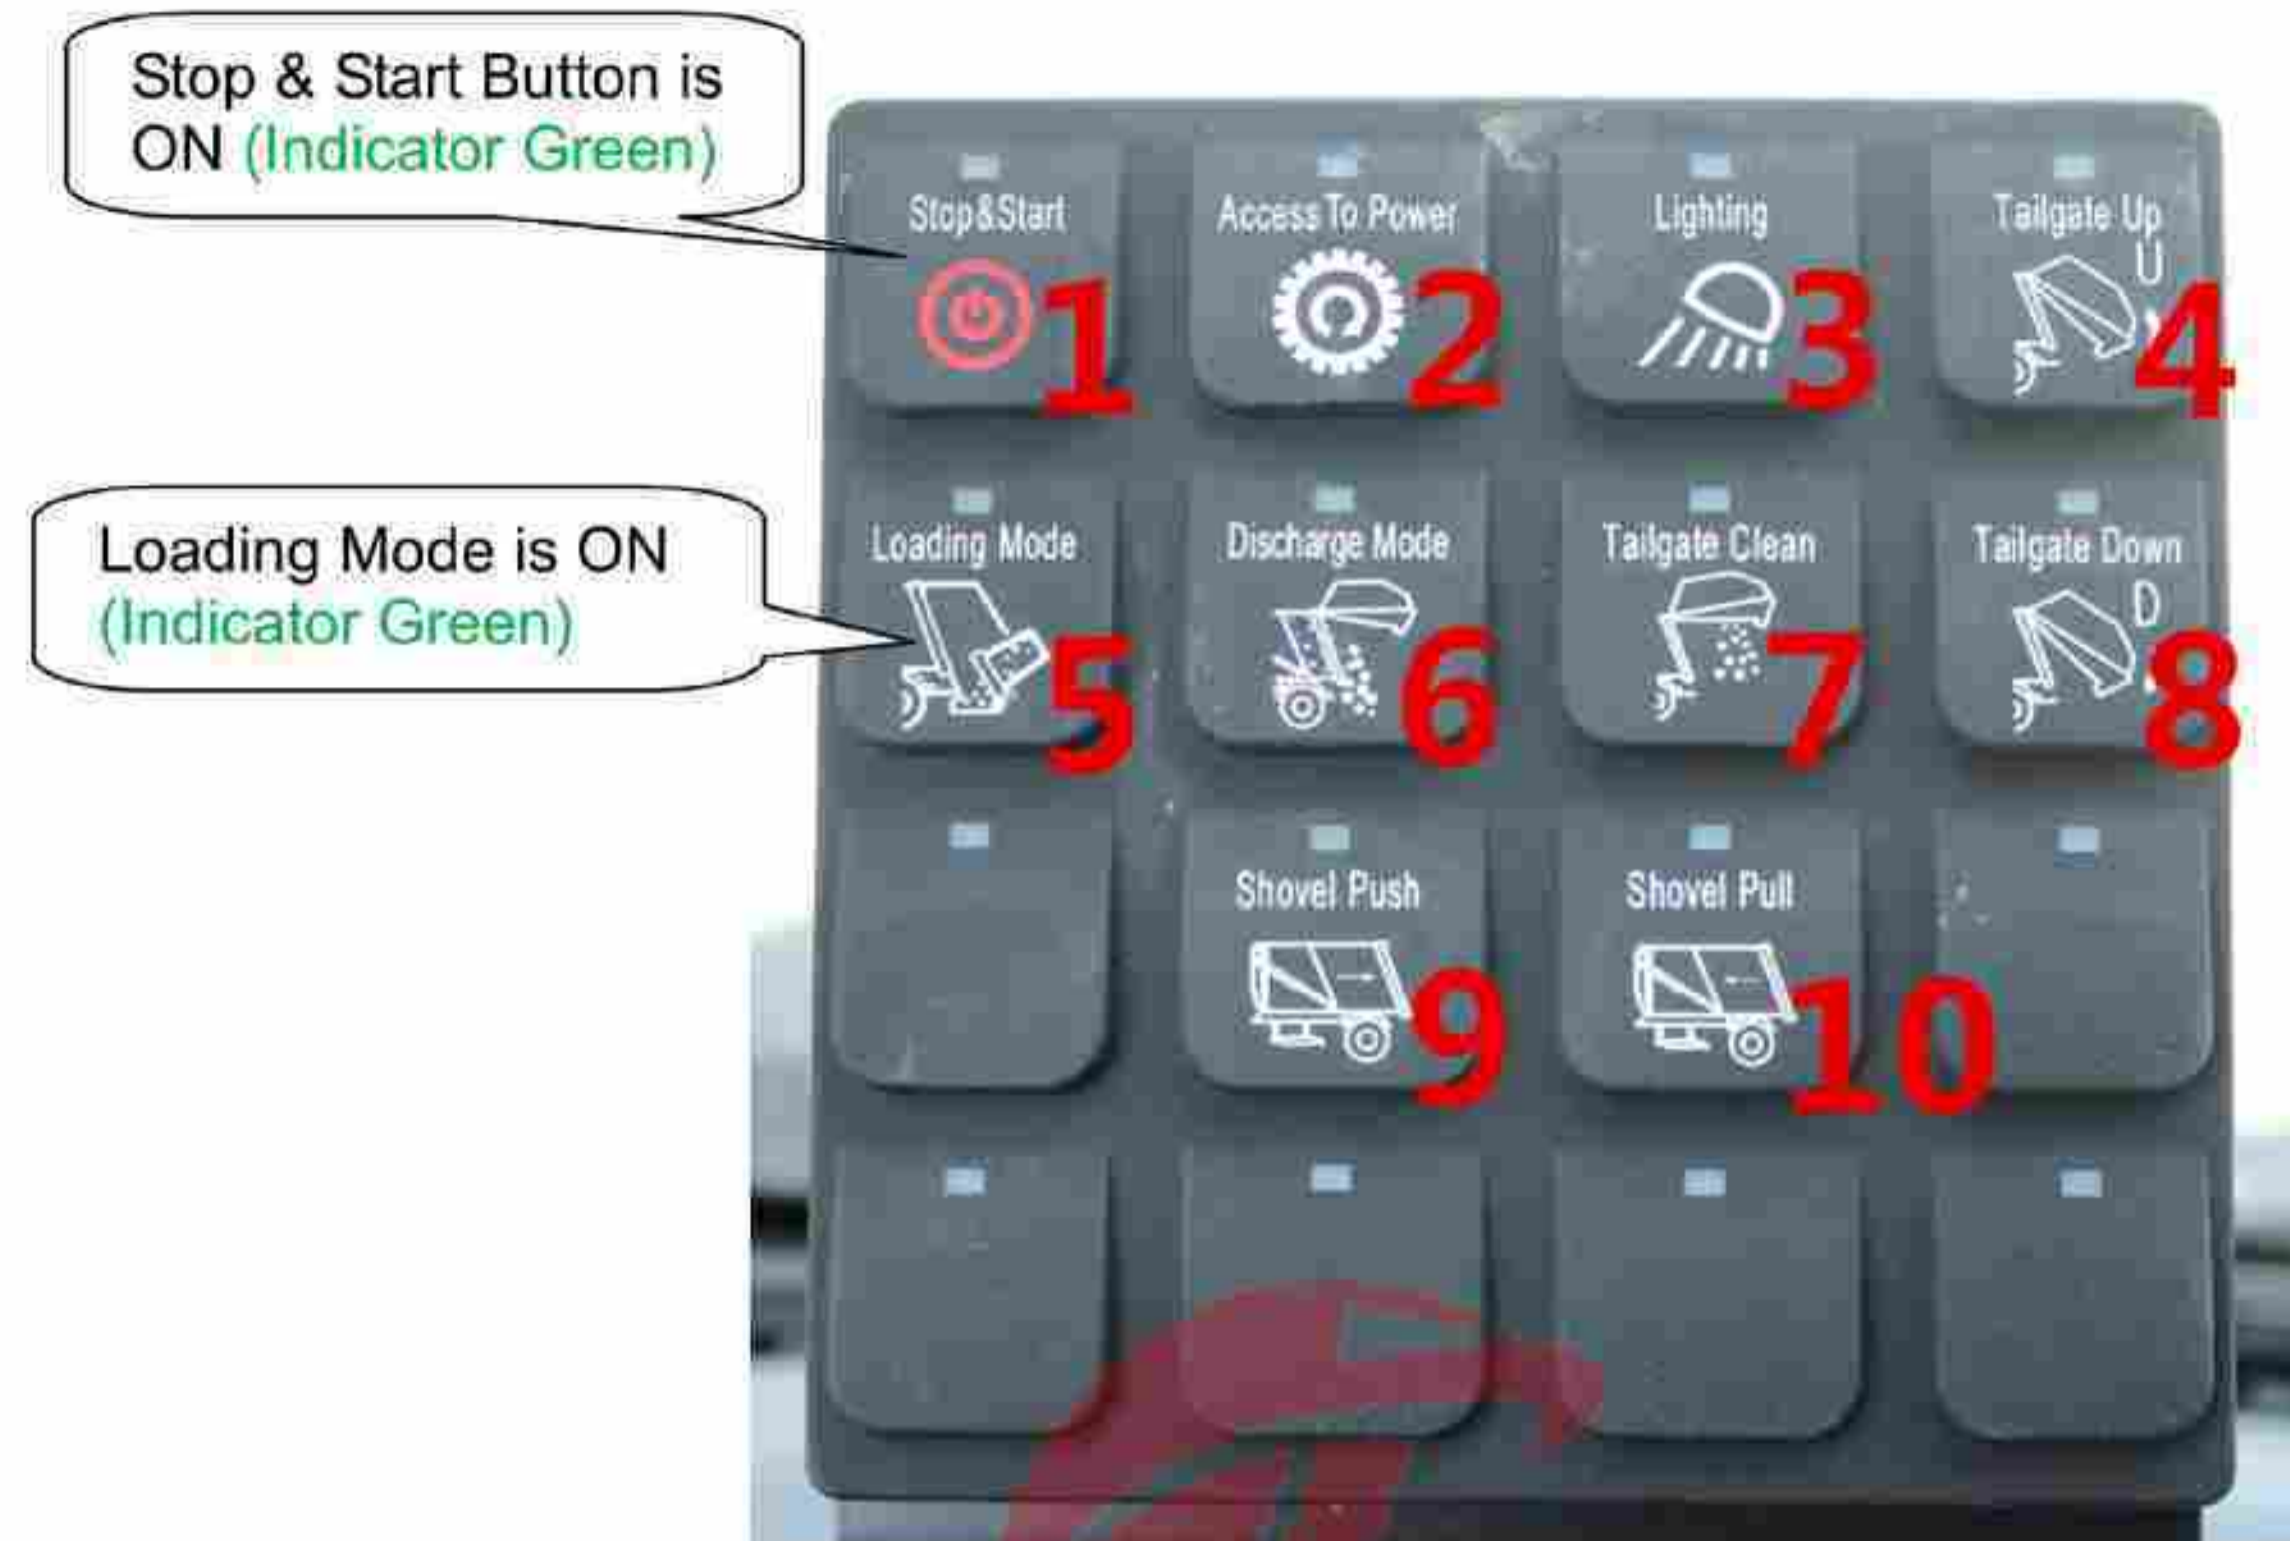 Stop & Start Button is
ON (Indicator Green)
Stop&Start
Access To Power
Lighting
Tailgate Up
U
1
2
3
4
Loading Mode is ON
(Indicator Green)
Loading Mode
Discharge Mode
Tailgate Clean
Tailgate Down
D
5
6
7
8
Shovel Push
Shovel Pull
9
10